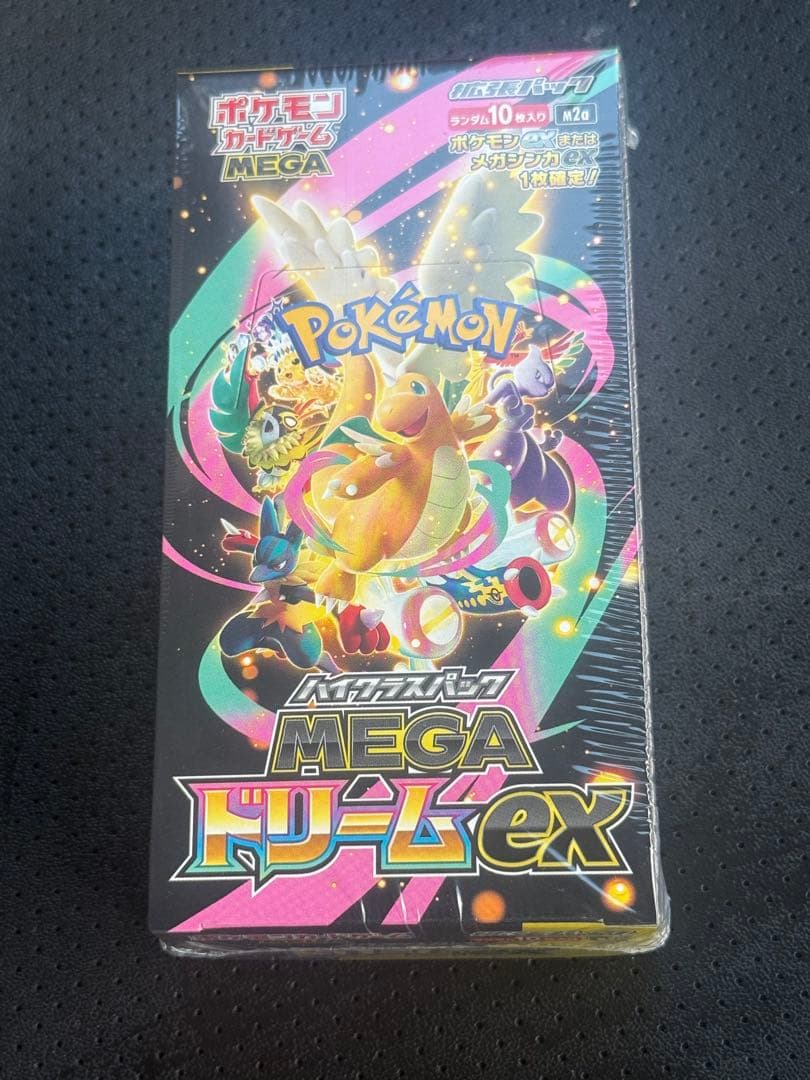 ポケモン
カードゲーム
MEGA
拡張パック
ランダム10枚入り M2a
ポケモンexまたは
メガシンカex
1枚確定！
POKÉMON
TM
ハイクラスパック
MEGA
ドリームex